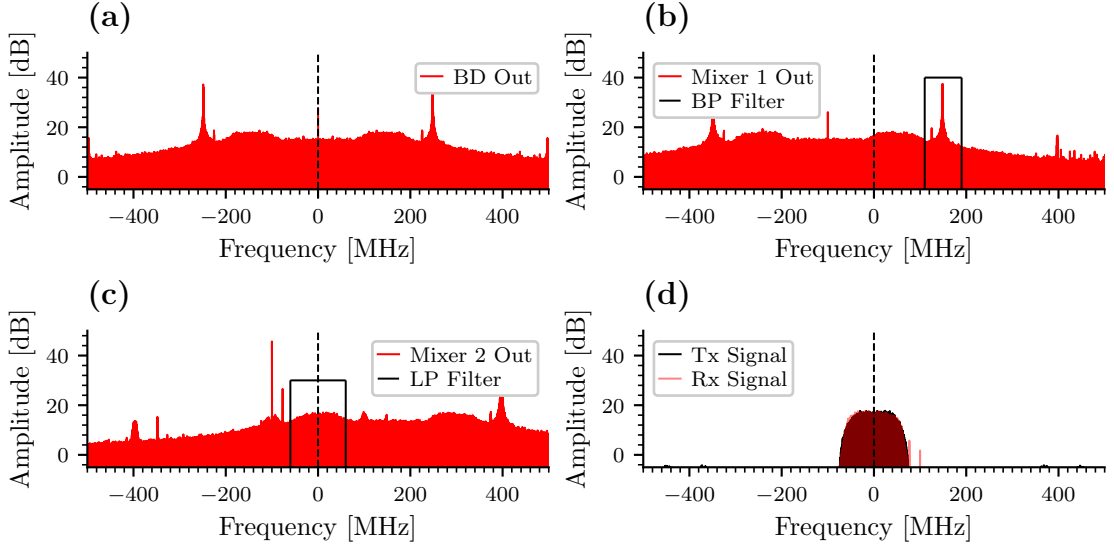 (a)
Amplitude [dB]
40
20
0
BD Out
−400
−200
0
200
400
Frequency [MHz]
(b)
Amplitude [dB]
40
20
0
Mixer 1 Out
BP Filter
−400
−200
0
200
400
Frequency [MHz]
(c)
Amplitude [dB]
40
20
0
Mixer 2 Out
LP Filter
−400
−200
0
200
400
Frequency [MHz]
(d)
Amplitude [dB]
40
20
0
Tx Signal
Rx Signal
−400
−200
0
200
400
Frequency [MHz]